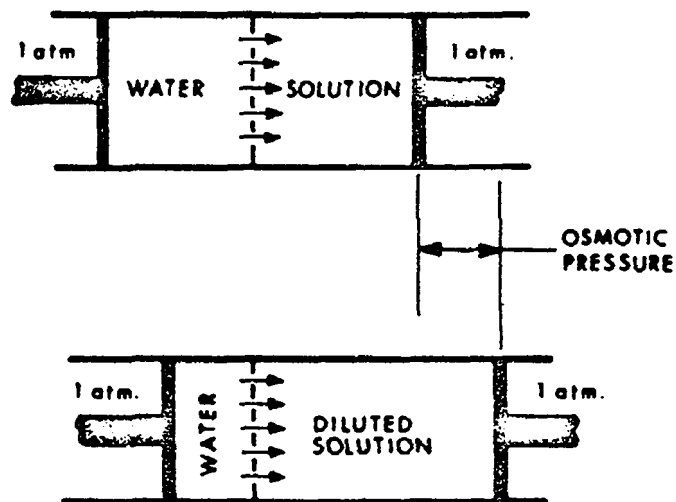 1 atm
1 atm.
WATER
SOLUTION
OSMOTIC
PRESSURE
1 atm.
1 atm.
WATER
DILUTED
SOLUTION